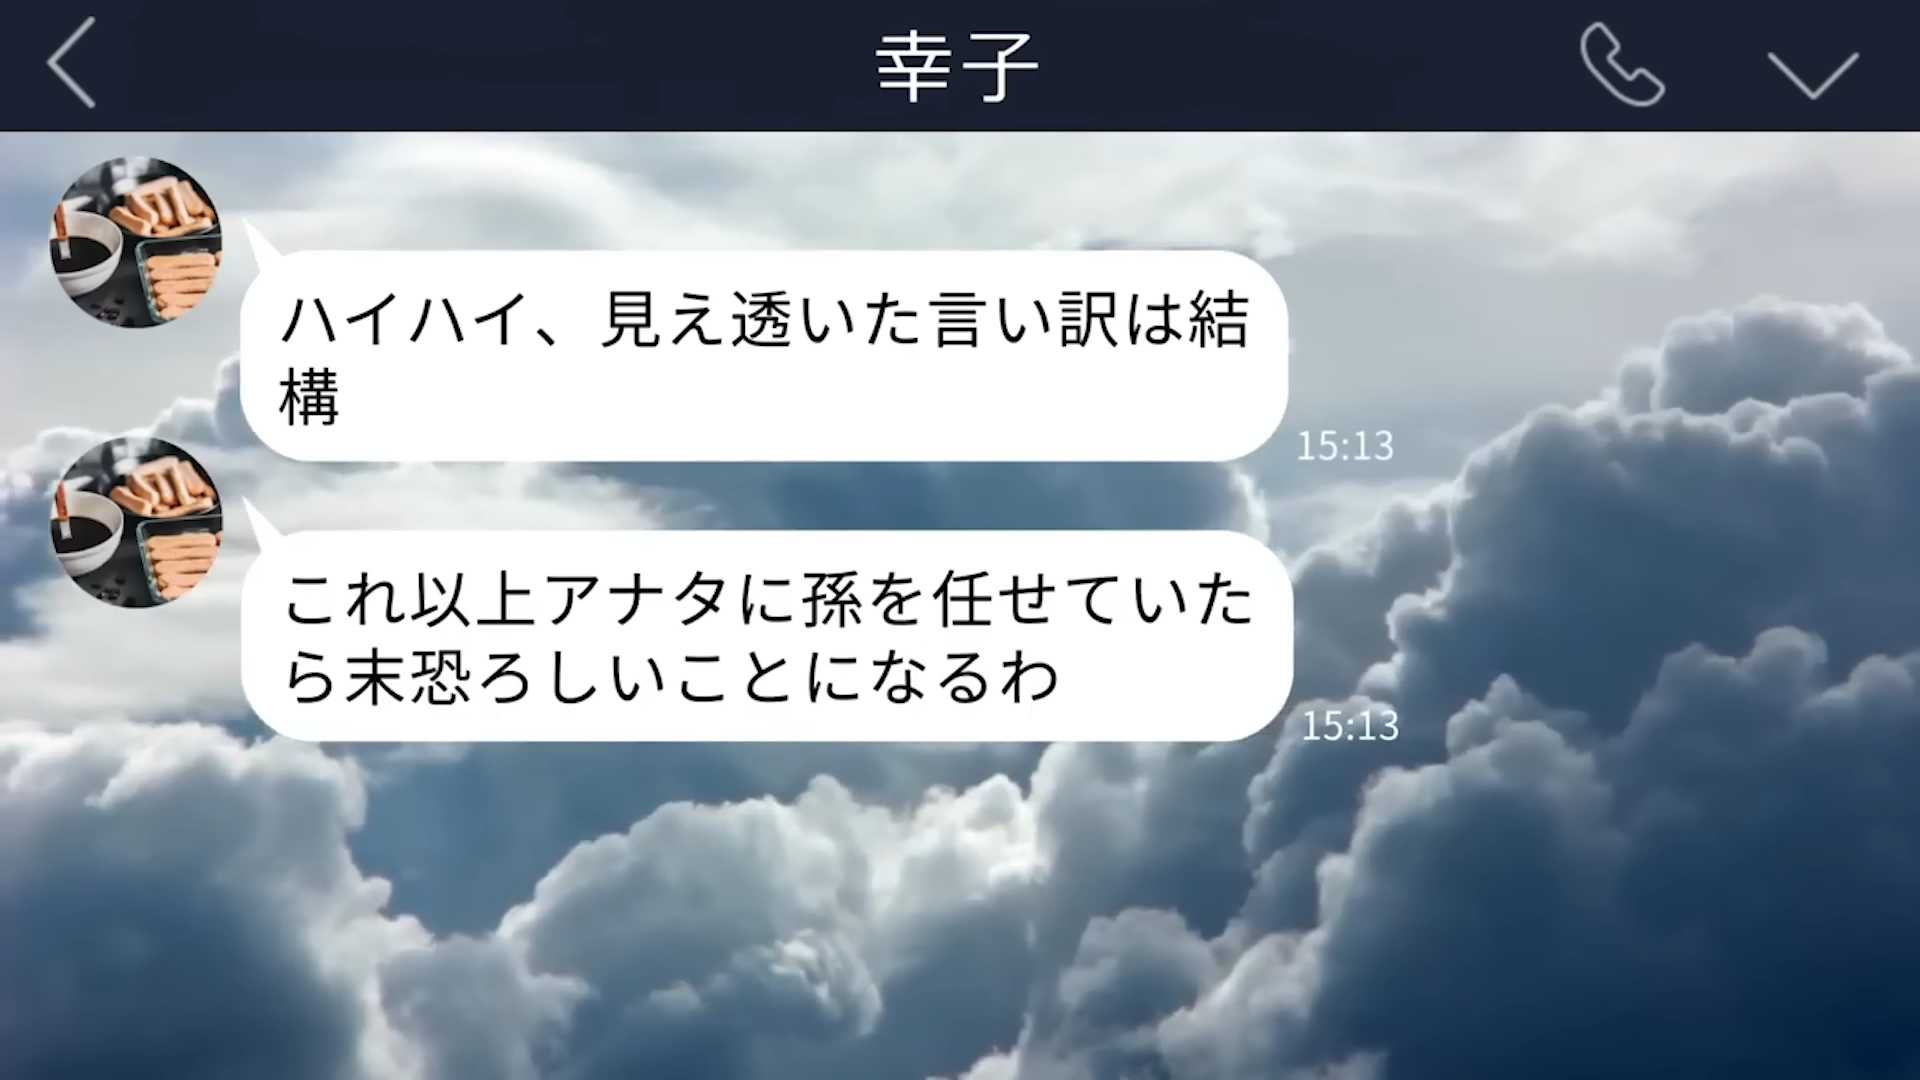 幸子
ハイハイ、見え透いた言い訳は結
構
15:13
これ以上アナタに孫を任せていた
ら末恐ろしいことになるわ
15:13